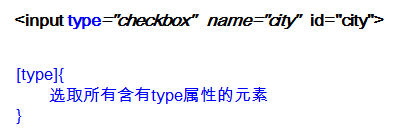 <input type="checkbox" name="city" id="city">
[type]{
选取所有含有type属性的元素
}